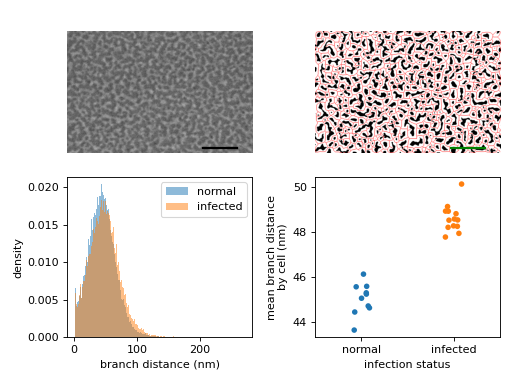 0.020
0.015
0.010
0.005
0.000
density
normal
infected
0
100
200
branch distance (nm)
50
48
46
44
mean branch distance
by cell (nm)
normal
infected
infection status